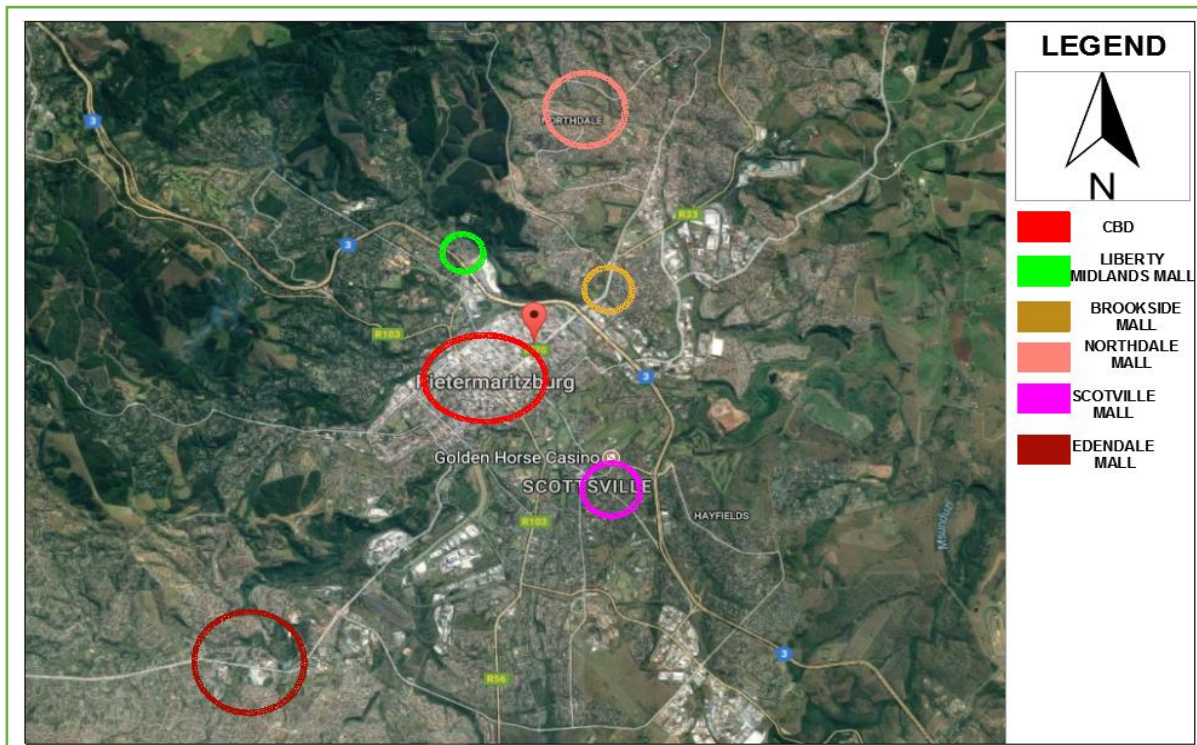 LEGEND
N
CBD
LIBERTY
MIDLANDS MALL
BROOKSIDE
MALL
NORTHDALE
MALL
SCOTVILLE
MALL
EDENDALE
MALL
3
NORTHDALE
R33
3
R103
Pietermaritzburg
3
Golden Horse Casino
SCOTTSVILLE
HAYFIELDS
Msunduzi
R103
3
R56